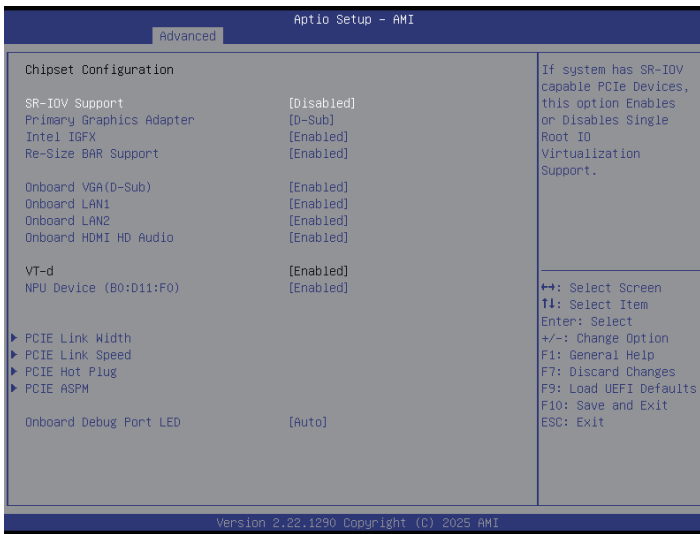 Aptio Setup - AMI
Advanced
Chipset Configuration
SR-IOV Support [Disabled]
Primary Graphics Adapter [D-Sub]
Intel IGFX [Enabled]
Re-Size BAR Support [Enabled]
Onboard VGA(D-Sub) [Enabled]
Onboard LAN1 [Enabled]
Onboard LAN2 [Enabled]
Onboard HDMI HD Audio [Enabled]
VT-d [Enabled]
NPU Device (B0:D11:F0) [Enabled]
PCIE Link Width
PCIE Link Speed
PCIE Hot Plug
PCIE ASPM
Onboard Debug Port LED [Auto]
If system has SR-IOV
capable PCIe Devices,
this option Enables
or Disables Single
Root IO
Virtualization
Support.
↔: Select Screen
↑↓: Select Item
Enter: Select
+/-: Change Option
F1: General Help
F7: Discard Changes
F9: Load UEFI Defaults
F10: Save and Exit
ESC: Exit
Version 2.22.1290 Copyright (C) 2025 AMI